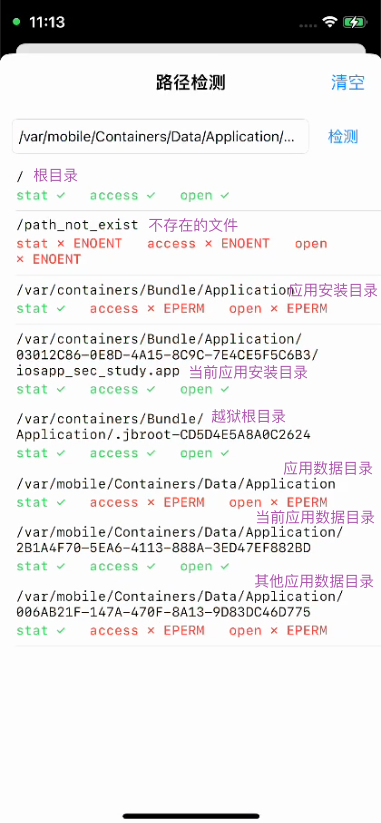 11:13
路径检测
清空
/var/mobile/Containers/Data/Application/...
检测
/ 根目录
stat ✓ access ✓ open ✓
/path_not_exist 不存在的文件
stat × ENOENT access × ENOENT open
× ENOENT
/var/containers/Bundle/Application 应用安装目录
stat ✓ access × EPERM open × EPERM
/var/containers/Bundle/Application/
03012C86-0E8D-4A15-8C9C-7E4CE5F5C6B3/
iosapp_sec_study.app 当前应用安装目录
stat ✓ access ✓ open ✓
/var/containers/Bundle/ 越狱根目录
Application/.jbroot-CD5D4E5A8A0C2624
stat ✓ access ✓ open ✓
应用数据目录
/var/mobile/Containers/Data/Application
stat ✓ access × EPERM open × EPERM
当前应用数据目录
/var/mobile/Containers/Data/Application/
2B1A4F70-5EA6-4113-888A-3ED47EF882BD
stat ✓ access ✓ open ✓
其他应用数据目录
/var/mobile/Containers/Data/Application/
006AB21F-147A-470F-8A13-9D83DC46D775
stat ✓ access × EPERM open × EPERM